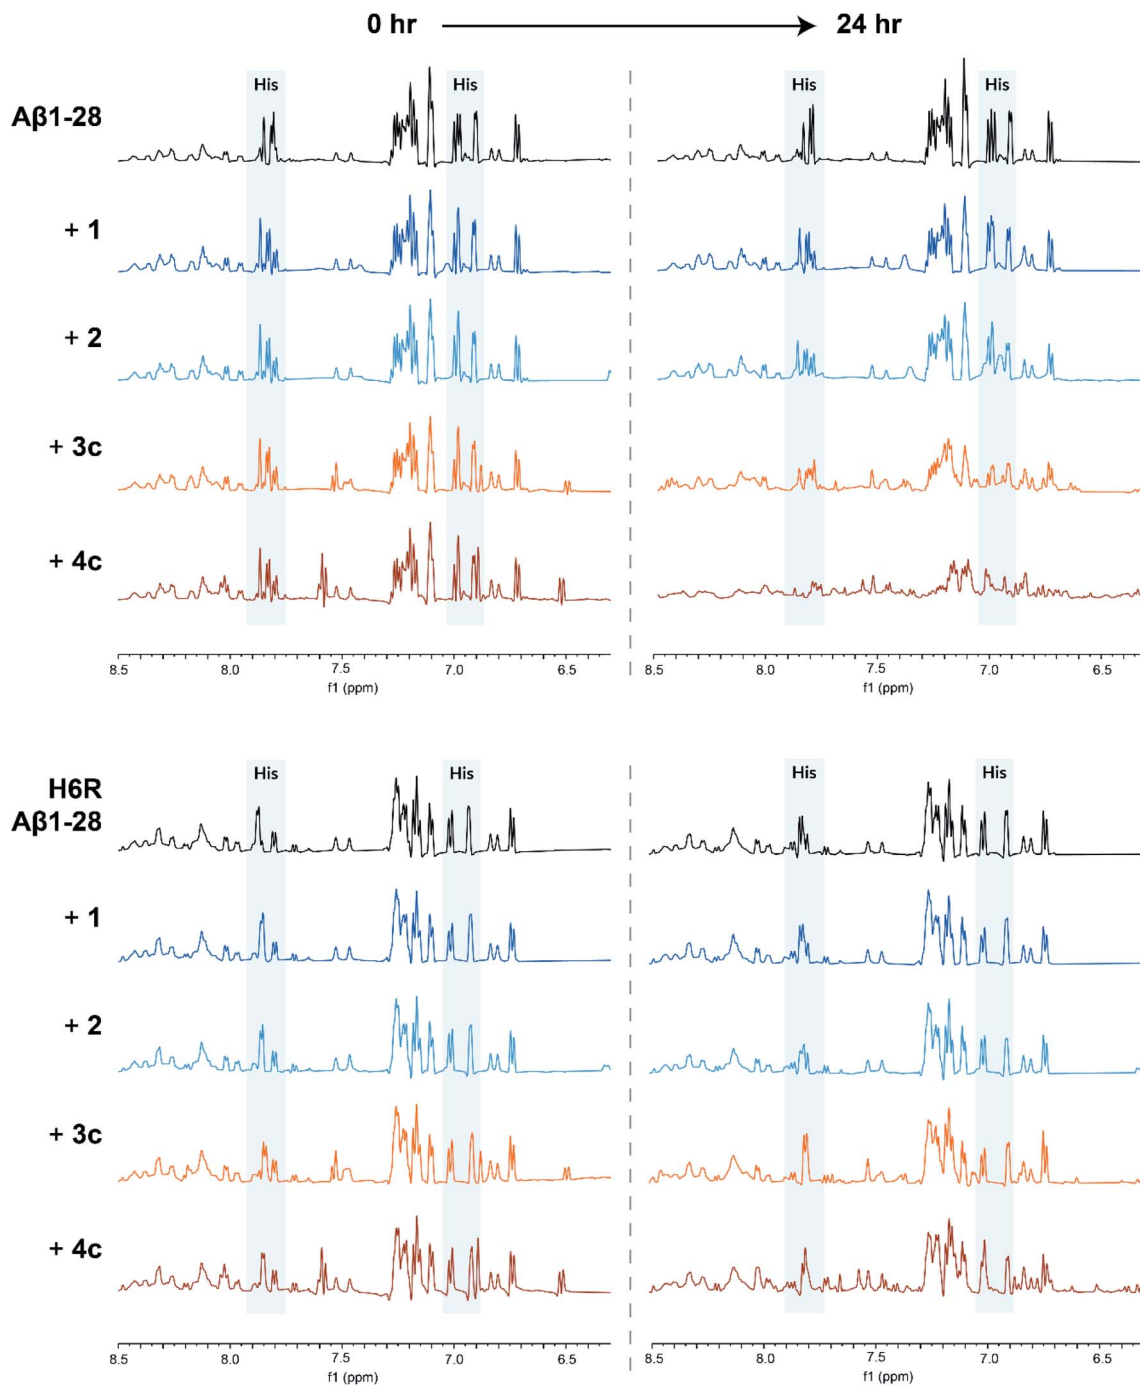 0 hr 24 hr
His His His His
Aβ1-28
+ 1
+ 2
+ 3c
+ 4c
8.5 8.0 7.5 7.0 6.5 8.5 8.0 7.5 7.0 6.5
f1 (ppm) f1 (ppm)
His His His His
H6R
Aβ1-28
+ 1
+ 2
+ 3c
+ 4c
8.5 8.0 7.5 7.0 6.5 8.5 8.0 7.5 7.0 6.5
f1 (ppm) f1 (ppm)